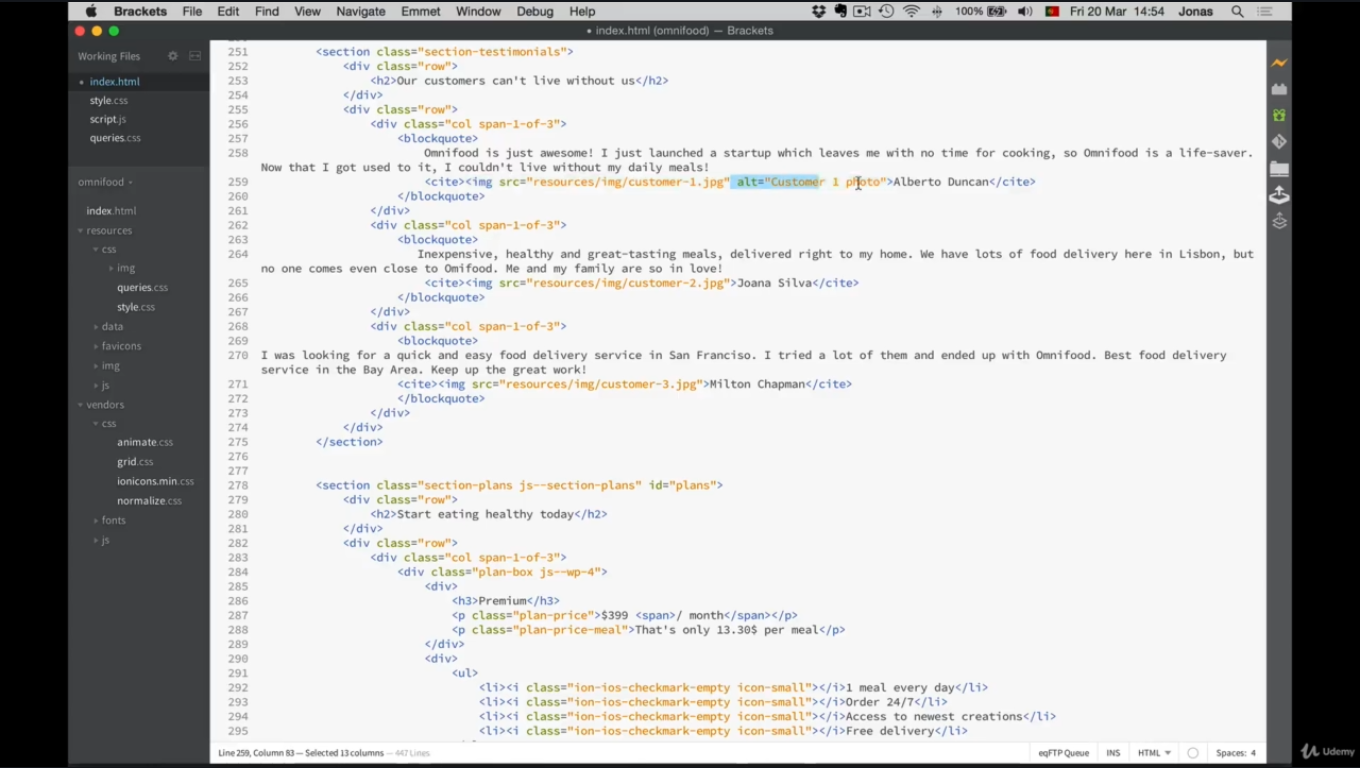 Brackets File Edit Find View Navigate Emmet Window Debug Help 100% Fri 20 Mar 14:54 Jonas
• index.html (omnifood) — Brackets
Working Files
• index.html
style.css
script.js
queries.css
omnifood
index.html
resources
css
img
queries.css
style.css
data
favicons
img
js
vendors
css
animate.css
grid.css
ionicons.min.css
normalize.css
fonts
js
251 <section class="section-testimonials">
252 <div class="row">
253 <h2>Our customers can't live without us</h2>
254 </div>
255 <div class="row">
256 <div class="col span-1-of-3">
257 <blockquote>
258 Omnifood is just awesome! I just launched a startup which leaves me with no time for cooking, so Omnifood is a life-saver.
Now that I got used to it, I couldn't live without my daily meals!
259 <cite><img src="resources/img/customer-1.jpg" alt="Customer 1 photo">Alberto Duncan</cite>
260 </blockquote>
261 </div>
262 <div class="col span-1-of-3">
263 <blockquote>
264 Inexpensive, healthy and great-tasting meals, delivered right to my home. We have lots of food delivery here in Lisbon, but
no one comes even close to Omifood. Me and my family are so in love!
265 <cite><img src="resources/img/customer-2.jpg">Joana Silva</cite>
266 </blockquote>
267 </div>
268 <div class="col span-1-of-3">
269 <blockquote>
270 I was looking for a quick and easy food delivery service in San Franciso. I tried a lot of them and ended up with Omnifood. Best food delivery
service in the Bay Area. Keep up the great work!
271 <cite><img src="resources/img/customer-3.jpg">Milton Chapman</cite>
272 </blockquote>
273 </div>
274 </div>
275 </section>
276
277
278 <section class="section-plans js--section-plans" id="plans">
279 <div class="row">
280 <h2>Start eating healthy today</h2>
281 </div>
282 <div class="row">
283 <div class="col span-1-of-3">
284 <div class="plan-box js--wp-4">
285 <div>
286 <h3>Premium</h3>
287 <p class="plan-price">$399 <span>/ month</span></p>
288 <p class="plan-price-meal">That's only 13.30$ per meal</p>
289 </div>
290 <div>
291 <ul>
292 <li><i class="ion-ios-checkmark-empty icon-small"></i>1 meal every day</li>
293 <li><i class="ion-ios-checkmark-empty icon-small"></i>Order 24/7</li>
294 <li><i class="ion-ios-checkmark-empty icon-small"></i>Access to newest creations</li>
295 <li><i class="ion-ios-checkmark-empty icon-small"></i>Free delivery</li>
Line 259, Column 83 — Selected 13 columns — 447 Lines eqFTP Queue INS HTML Spaces: 4
Udemy